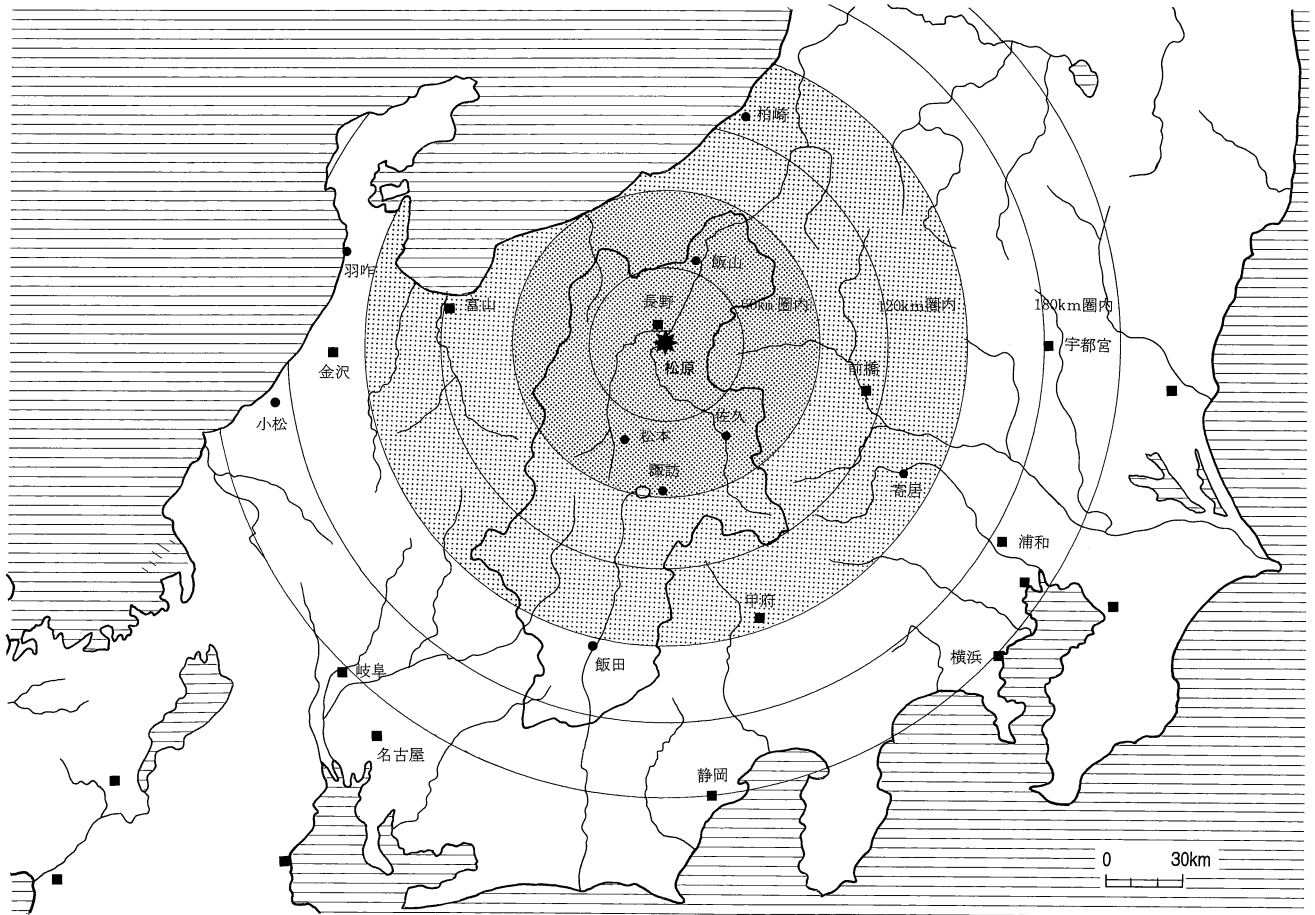 柏崎
羽咋
飯山
長野
60km圏内
120km圏内
180km圏内
富山
宇都宮
金沢
松原
前橋
小松
佐久
松本
諏訪
寄居
浦和
甲府
横浜
飯田
岐阜
名古屋
静岡
0 30km